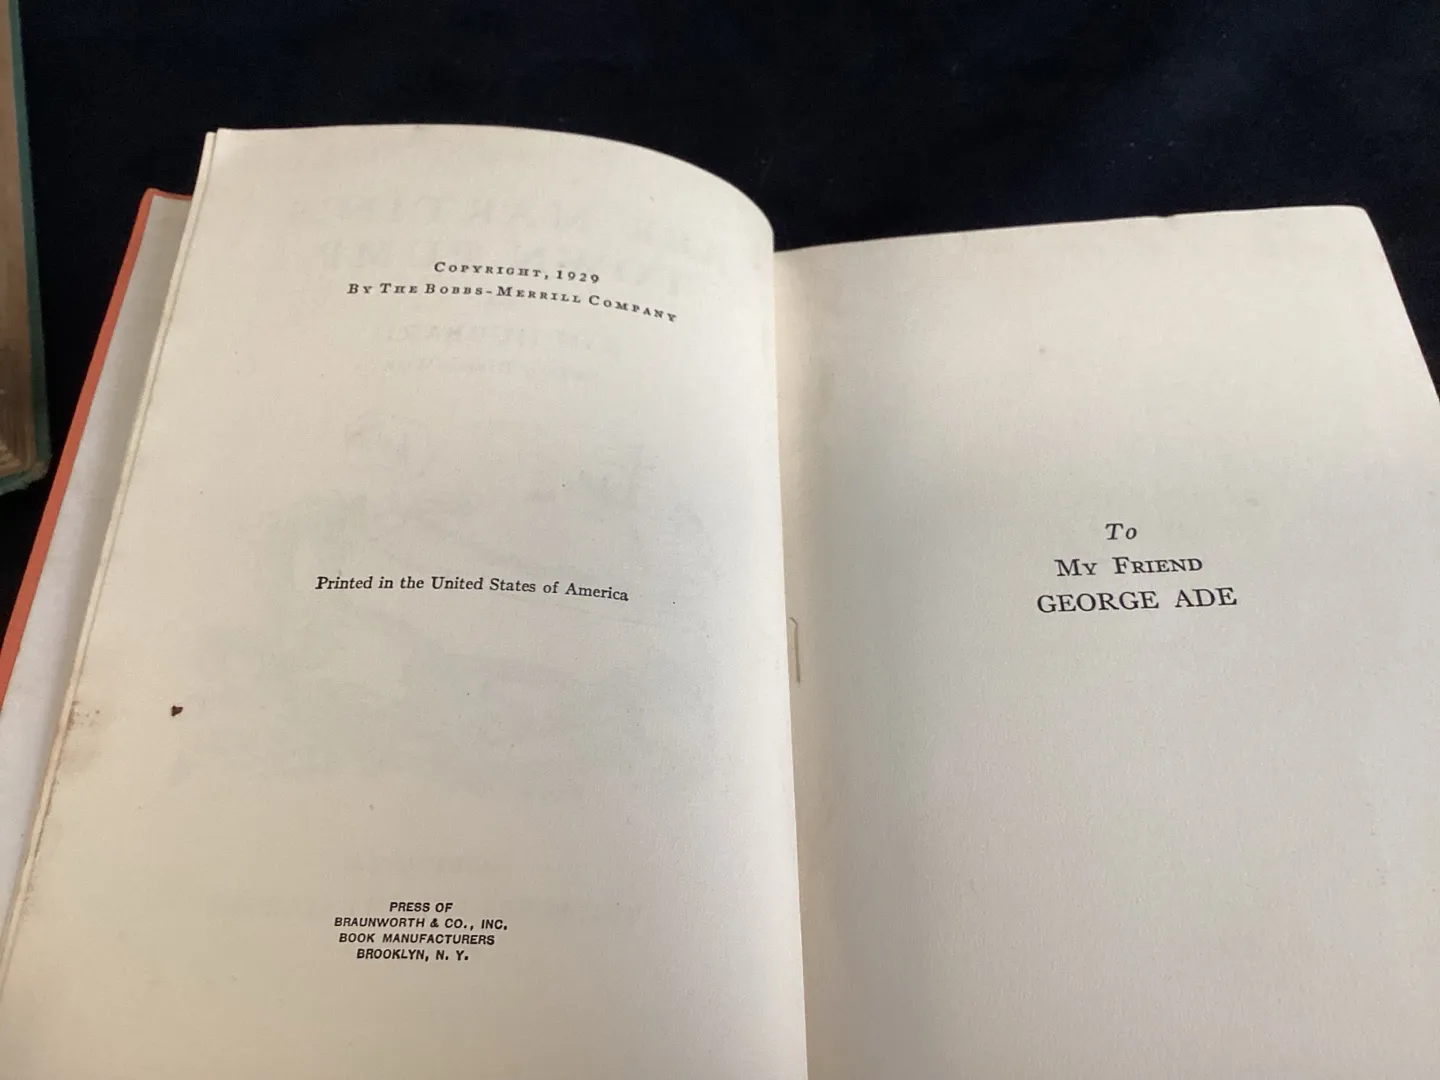 COPYRIGHT, 1929
BY THE BOBBS-MERRILL COMPANY
Printed in the United States of America
PRESS OF
BRAUNWORTH & CO., INC.
BOOK MANUFACTURERS
BROOKLYN, N. Y.
To
MY FRIEND
GEORGE ADE